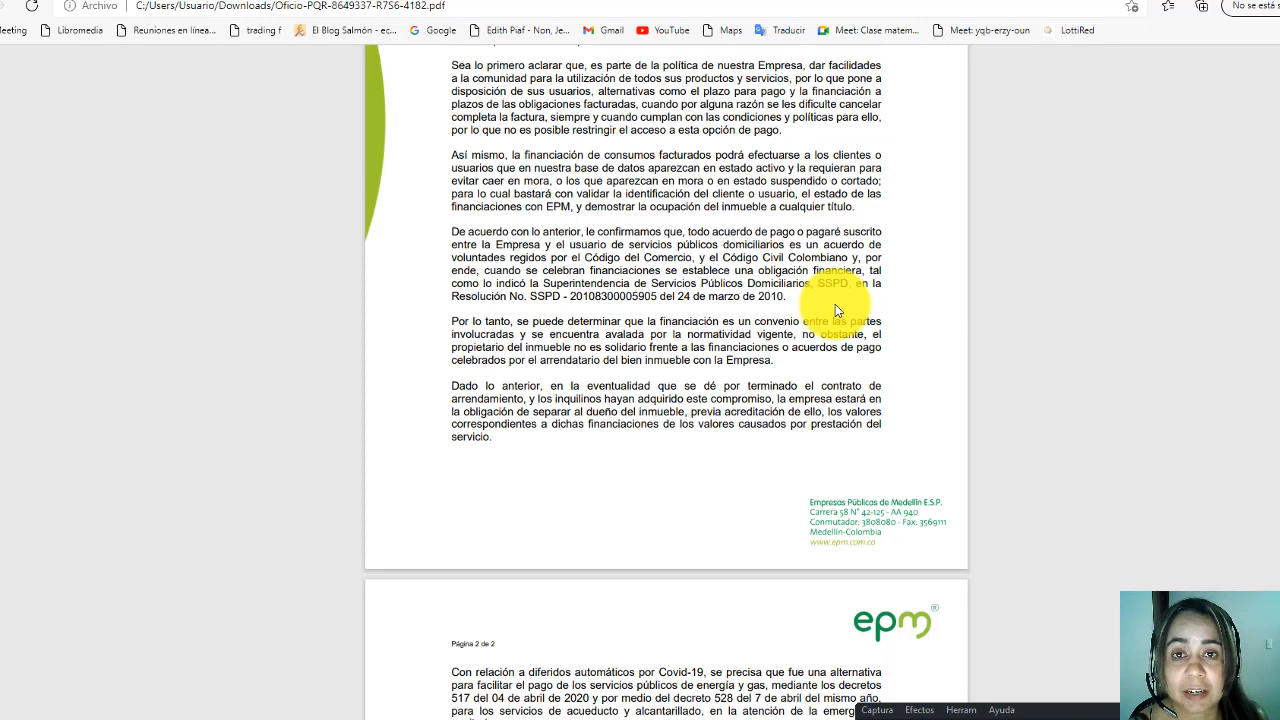 Archivo
C:/Users/Usuario/Downloads/Oficio-PQR-8649337-R7S6-4182.pdf
No se está s
Meeting
Libromedia
Reuniones en línea...
trading f
El Blog Salmón - ec...
Google
Edith Piaf - Non, Je...
Gmail
YouTube
Maps
Traducir
Meet: Clase matem...
Meet: yqb-erzy-oun
LottiRed
Sea lo primero aclarar que, es parte de la política de nuestra Empresa, dar facilidades
a la comunidad para la utilización de todos sus productos y servicios, por lo que pone a
disposición de sus usuarios, alternativas como el plazo para pago y la financiación a
plazos de las obligaciones facturadas, cuando por alguna razón se les dificulte cancelar
completa la factura, siempre y cuando cumplan con las condiciones y políticas para ello,
por lo que no es posible restringir el acceso a esta opción de pago.
Así mismo, la financiación de consumos facturados podrá efectuarse a los clientes o
usuarios que en nuestra base de datos aparezcan en estado activo y la requieran para
evitar caer en mora, o los que aparezcan en mora o en estado suspendido o cortado;
para lo cual bastará con validar la identificación del cliente o usuario, el estado de las
financiaciones con EPM, y demostrar la ocupación del inmueble a cualquier título.
De acuerdo con lo anterior, le confirmamos que, todo acuerdo de pago o pagaré suscrito
entre la Empresa y el usuario de servicios públicos domiciliarios es un acuerdo de
voluntades regidos por el Código del Comercio, y el Código Civil Colombiano y, por
ende, cuando se celebran financiaciones se establece una obligación financiera, tal
como lo indicó la Superintendencia de Servicios Públicos Domiciliarios, SSPD, en la
Resolución No. SSPD - 20108300005905 del 24 de marzo de 2010.
Por lo tanto, se puede determinar que la financiación es un convenio entre las partes
involucradas y se encuentra avalada por la normatividad vigente, no obstante, el
propietario del inmueble no es solidario frente a las financiaciones o acuerdos de pago
celebrados por el arrendatario del bien inmueble con la Empresa.
Dado lo anterior, en la eventualidad que se dé por terminado el contrato de
arrendamiento, y los inquilinos hayan adquirido este compromiso, la empresa estará en
la obligación de separar al dueño del inmueble, previa acreditación de ello, los valores
correspondientes a dichas financiaciones de los valores causados por prestación del
servicio.
Empresas Públicas de Medellín E.S.P.
Carrera 58 N° 42-125 - AA 940
Conmutador: 3808080 - Fax: 3569111
Medellín-Colombia
www.epm.com.co
epm®
Página 2 de 2
Con relación a diferidos automáticos por Covid-19, se precisa que fue una alternativa
para facilitar el pago de los servicios públicos de energía y gas, mediante los decretos
517 del 04 de abril de 2020 y por medio del decreto 528 del 7 de abril del mismo año,
para los servicios de acueducto y alcantarillado, en la atención de la emerg
Captura
Efectos
Herram
Ayuda